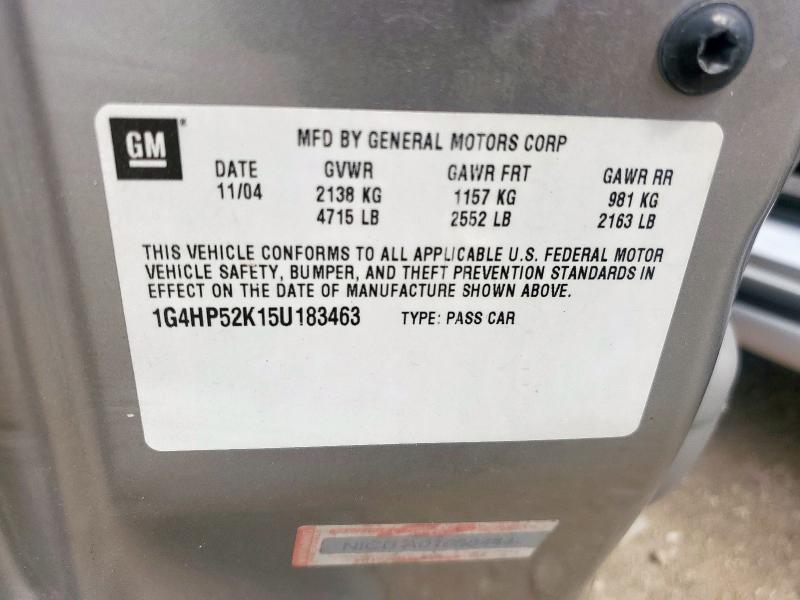 GM®
MFD BY GENERAL MOTORS CORP
DATE GVWR GAWR FRT GAWR RR
11/04 2138 KG 1157 KG 981 KG
4715 LB 2552 LB 2163 LB
THIS VEHICLE CONFORMS TO ALL APPLICABLE U.S. FEDERAL MOTOR
VEHICLE SAFETY, BUMPER, AND THEFT PREVENTION STANDARDS IN
EFFECT ON THE DATE OF MANUFACTURE SHOWN ABOVE.
1G4HP52K15U183463 TYPE: PASS CAR